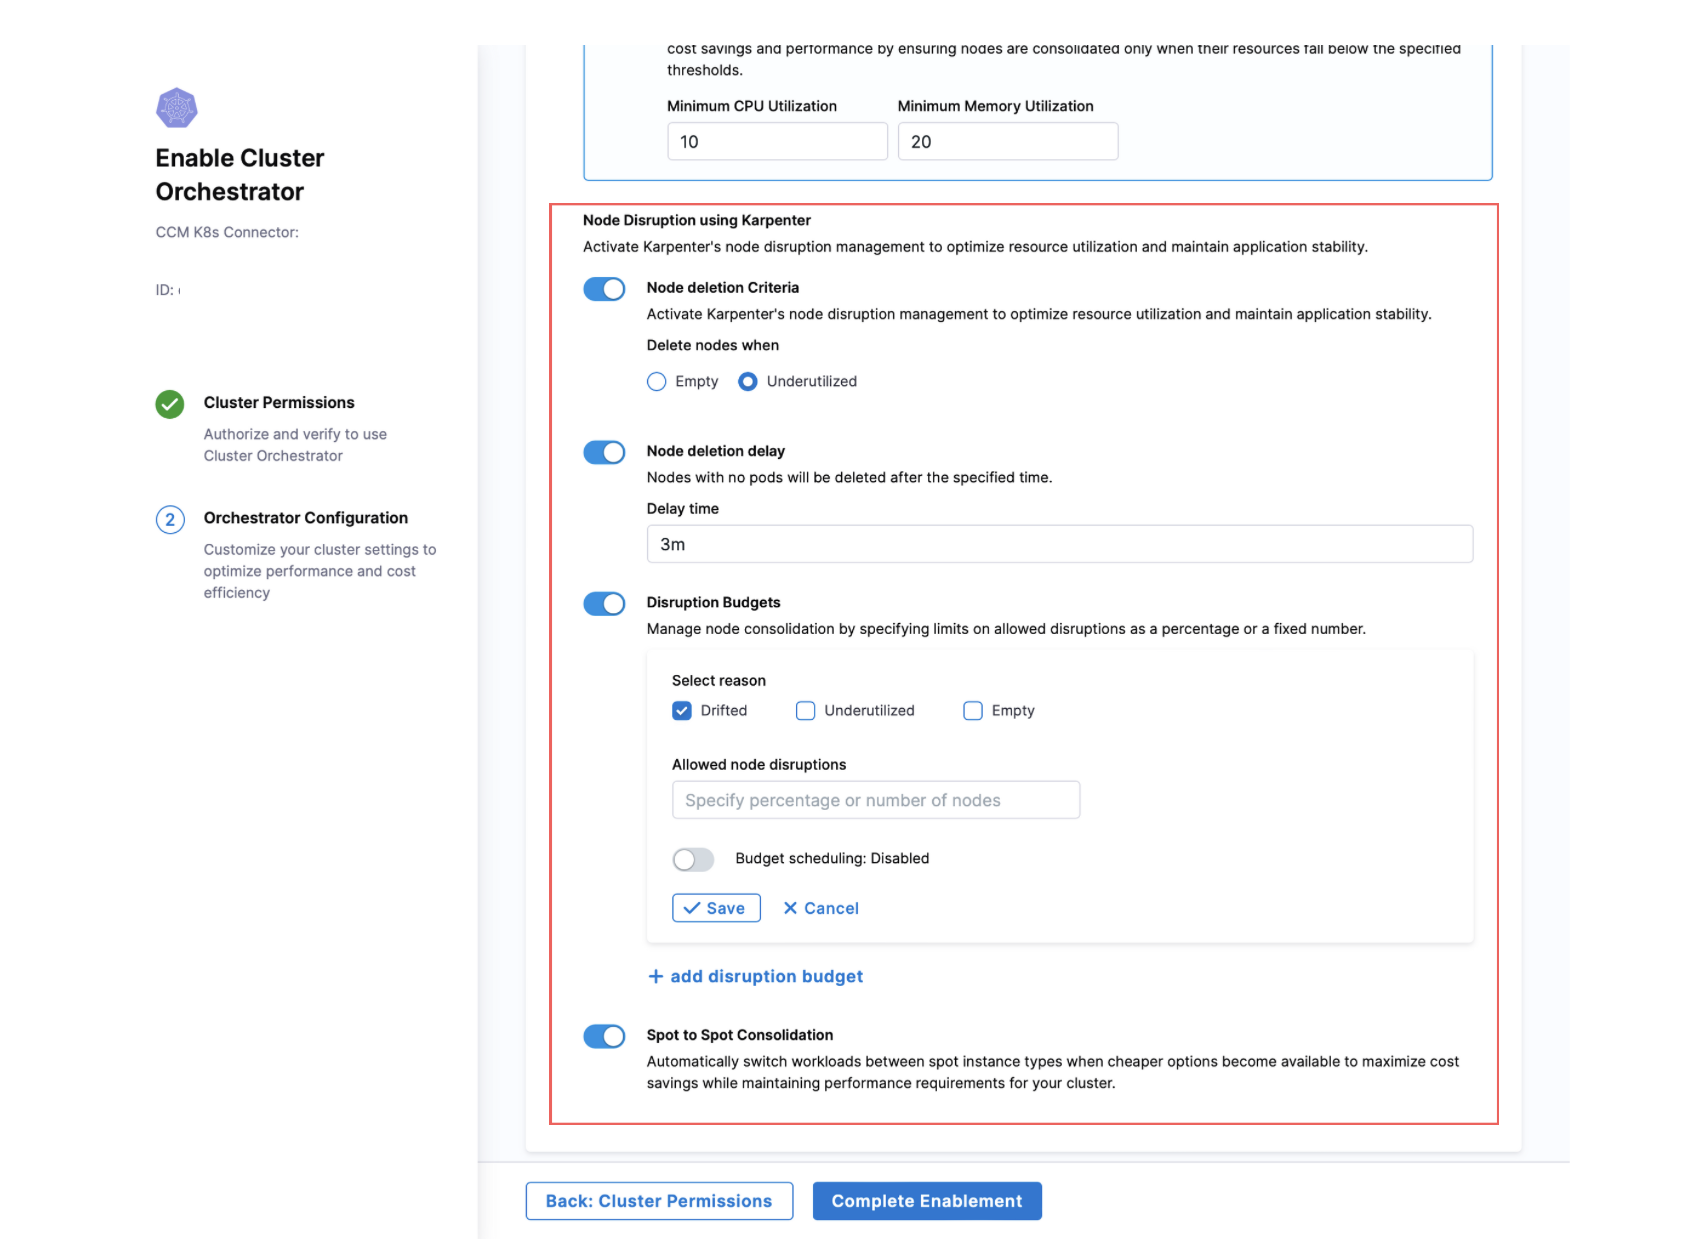 Enable Cluster
Orchestrator
CCM K8s Connector:
ID:
Cluster Permissions
Authorize and verify to use
Cluster Orchestrator
2
Orchestrator Configuration
Customize your cluster settings to
optimize performance and cost
efficiency
cost savings and performance by ensuring nodes are consolidated only when their resources fall below the specified
thresholds.
Minimum CPU Utilization
Minimum Memory Utilization
10
20
Node Disruption using Karpenter
Activate Karpenter's node disruption management to optimize resource utilization and maintain application stability.
Node deletion Criteria
Activate Karpenter's node disruption management to optimize resource utilization and maintain application stability.
Delete nodes when
Empty
Underutilized
Node deletion delay
Nodes with no pods will be deleted after the specified time.
Delay time
3m
Disruption Budgets
Manage node consolidation by specifying limits on allowed disruptions as a percentage or a fixed number.
Select reason
Drifted
Underutilized
Empty
Allowed node disruptions
Specify percentage or number of nodes
Budget scheduling: Disabled
Save
Cancel
+ add disruption budget
Spot to Spot Consolidation
Automatically switch workloads between spot instance types when cheaper options become available to maximize cost
savings while maintaining performance requirements for your cluster.
Back: Cluster Permissions
Complete Enablement